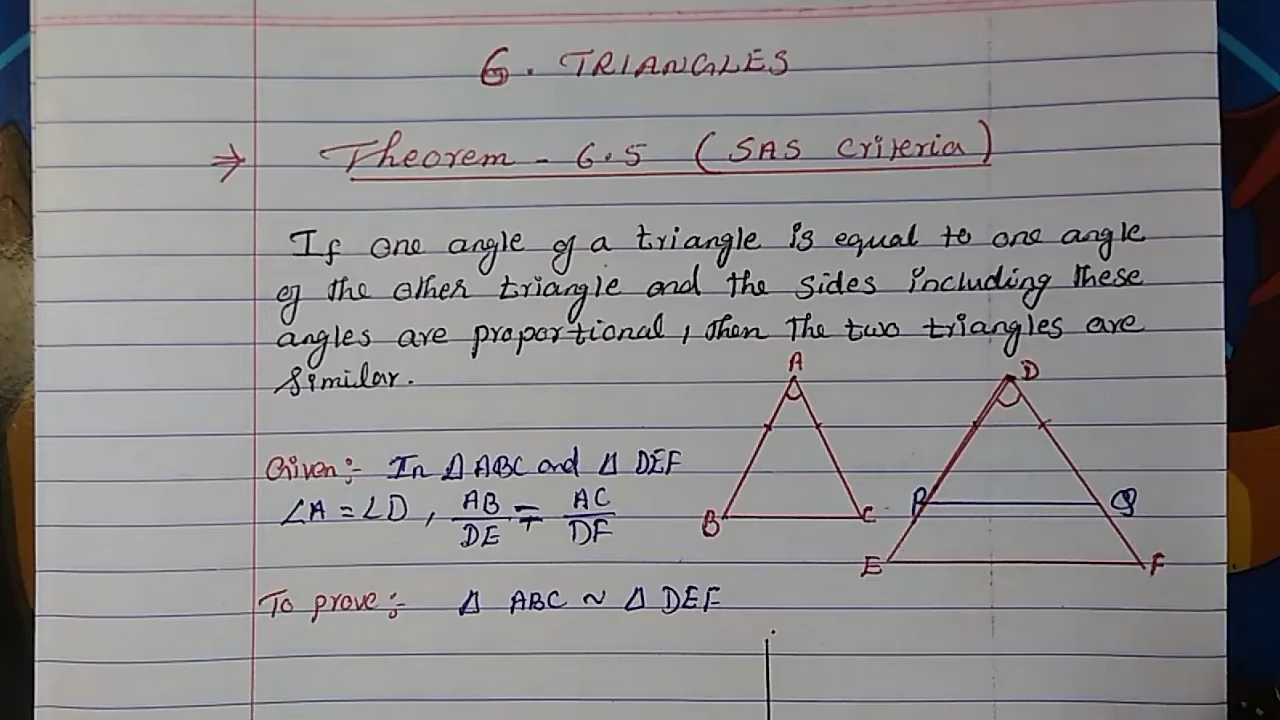 6. TRIANGLES
⇒ Theorem - 6.5 (SAS Criteria)
If one angle of a triangle is equal to one angle
of the other triangle and the sides including these
angles are proportional, then the two triangles are
similar.
A
D
Given:- In Δ ABC and Δ DEF
∠A = ∠D, AB/DE = AC/DF
B
C
P
Q
E
F
To prove:- Δ ABC ~ Δ DEF